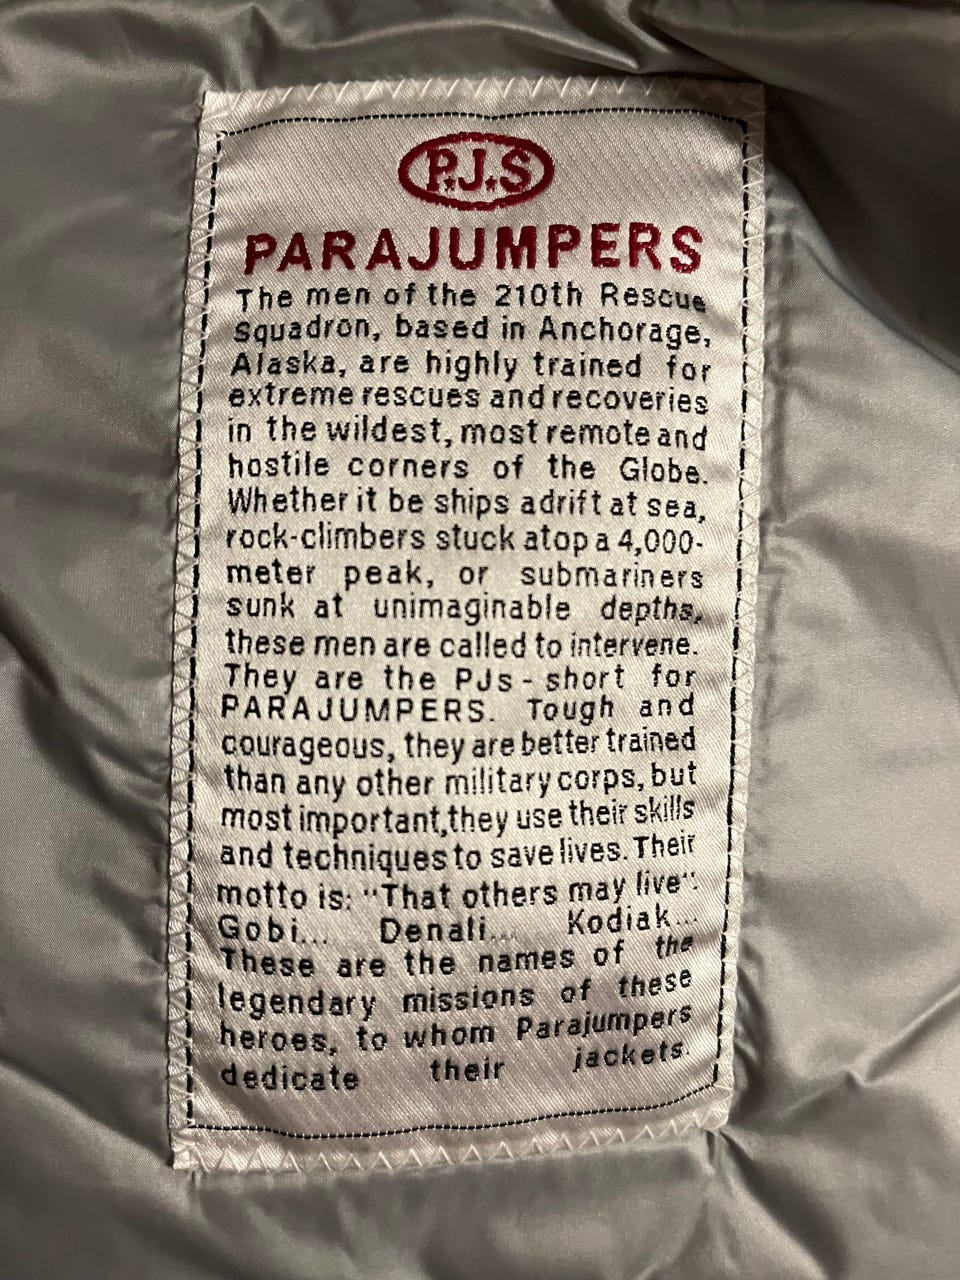 P.J.S
PARAJUMPERS
The men of the 210th Rescue
Squadron, based in Anchorage,
Alaska, are highly trained for
extreme rescues and recoveries
in the wildest, most remote and
hostile corners of the Globe.
Whether it be ships adrift at sea,
rock-climbers stuck atop a 4,000-
meter peak, or submariners
sunk at unimaginable depths,
these men are called to intervene.
They are the PJs - short for
PARAJUMPERS. Tough and
courageous, they are better trained
than any other military corps, but
most important,they use their skills
and techniques to save lives. Their
motto is: "That others may live".
Gobi... Denali... Kodiak...
These are the names of the
legendary missions of these
heroes, to whom Parajumpers
dedicate their jackets.